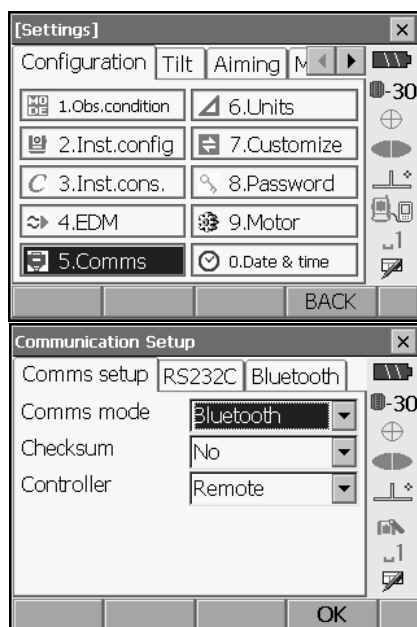 [Settings]
Configuration Tilt Aiming M
1.Obs.condition 6.Units
2.Inst.config 7.Customize
3.Inst.cons. 8.Password
4.EDM 9.Motor
5.Comms 0.Date & time
-30
1
BACK
Communication Setup
Comms setup RS232C Bluetooth
Comms mode Bluetooth
Checksum No
Controller Remote
-30
1
OK